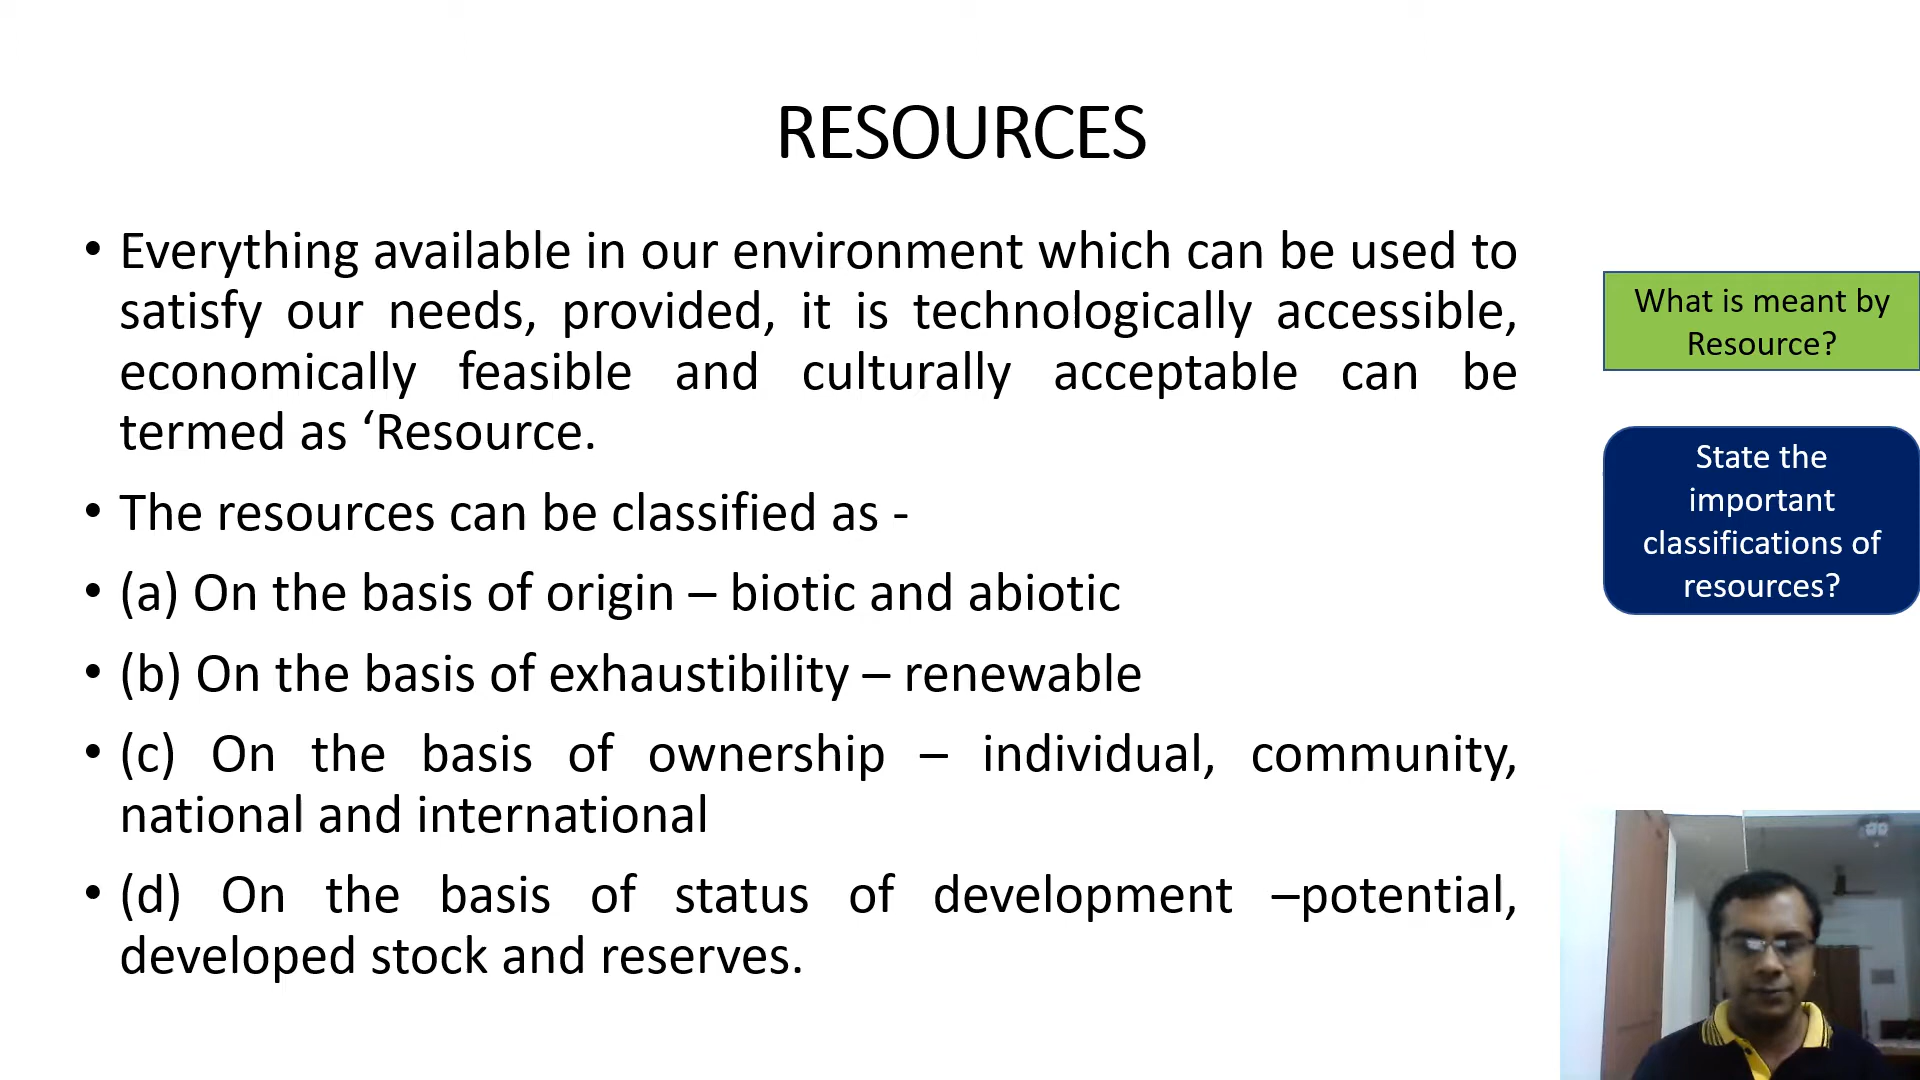 RESOURCES
• Everything available in our environment which can be used to
satisfy our needs, provided, it is technologically accessible,
economically feasible and culturally acceptable can be
termed as ‘Resource.
• The resources can be classified as -
• (a) On the basis of origin – biotic and abiotic
• (b) On the basis of exhaustibility – renewable
• (c) On the basis of ownership – individual, community,
national and international
• (d) On the basis of status of development –potential,
developed stock and reserves.
What is meant by
Resource?
State the
important
classifications of
resources?